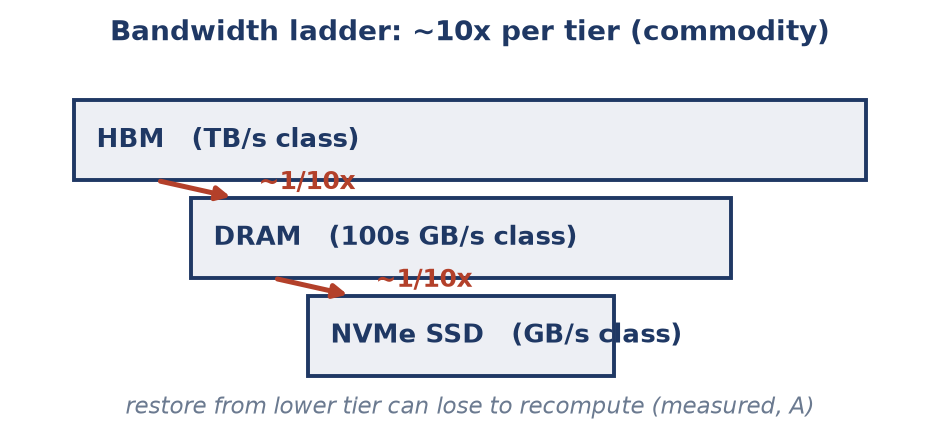 Bandwidth ladder: ~10x per tier (commodity)
HBM (TB/s class)
~1/10x
DRAM (100s GB/s class)
~1/10x
NVMe SSD (GB/s class)
restore from lower tier can lose to recompute (measured, A)